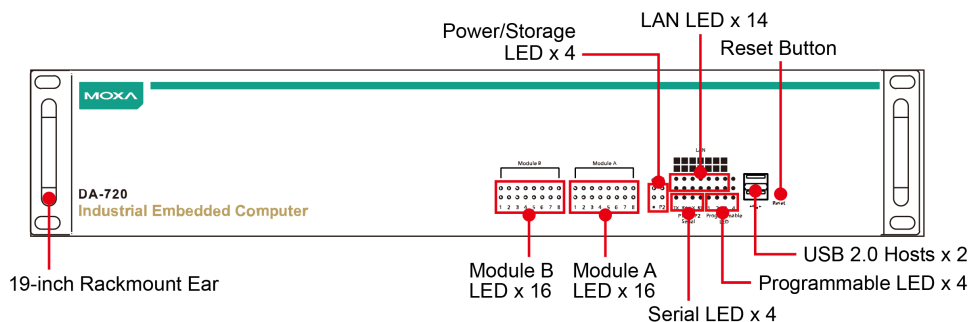 LAN LED x 14
Power/Storage
LED x 4
Reset Button
MOXA
LAN
Module B
Module A
DA-720
Industrial Embedded Computer
1 2 3 4 5 6 7 8
1 2 3 4 5 6 7 8
P2
Programmable
Serial
Reset
19-inch Rackmount Ear
Module B
LED x 16
Module A
LED x 16
USB 2.0 Hosts x 2
Programmable LED x 4
Serial LED x 4